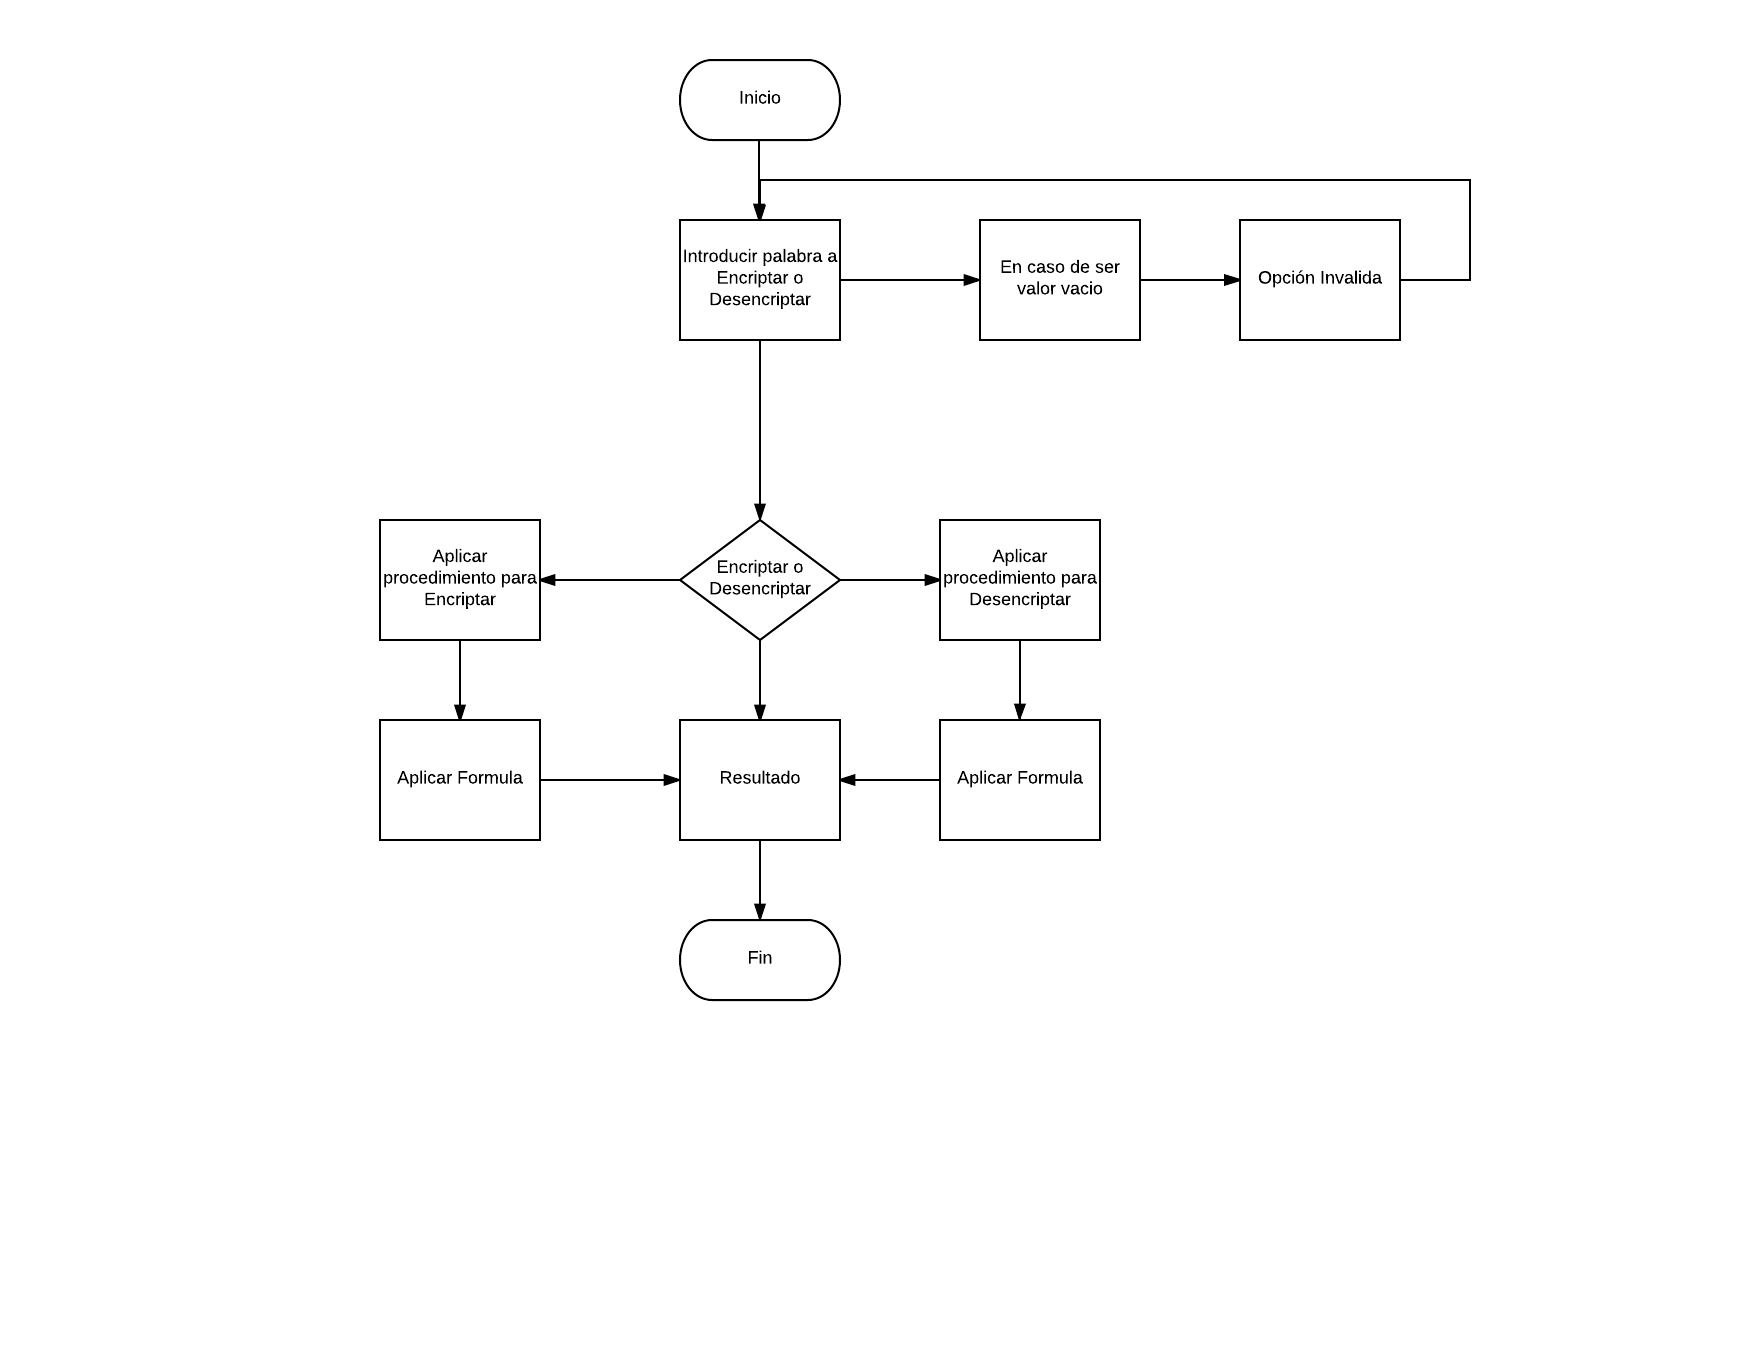 Inicio
Introducir palabra a
Encriptar o
Desencriptar
En caso de ser
valor vacio
Opción Invalida
Aplicar
procedimiento para
Encriptar
Encriptar o
Desencriptar
Aplicar
procedimiento para
Desencriptar
Aplicar Formula
Resultado
Aplicar Formula
Fin